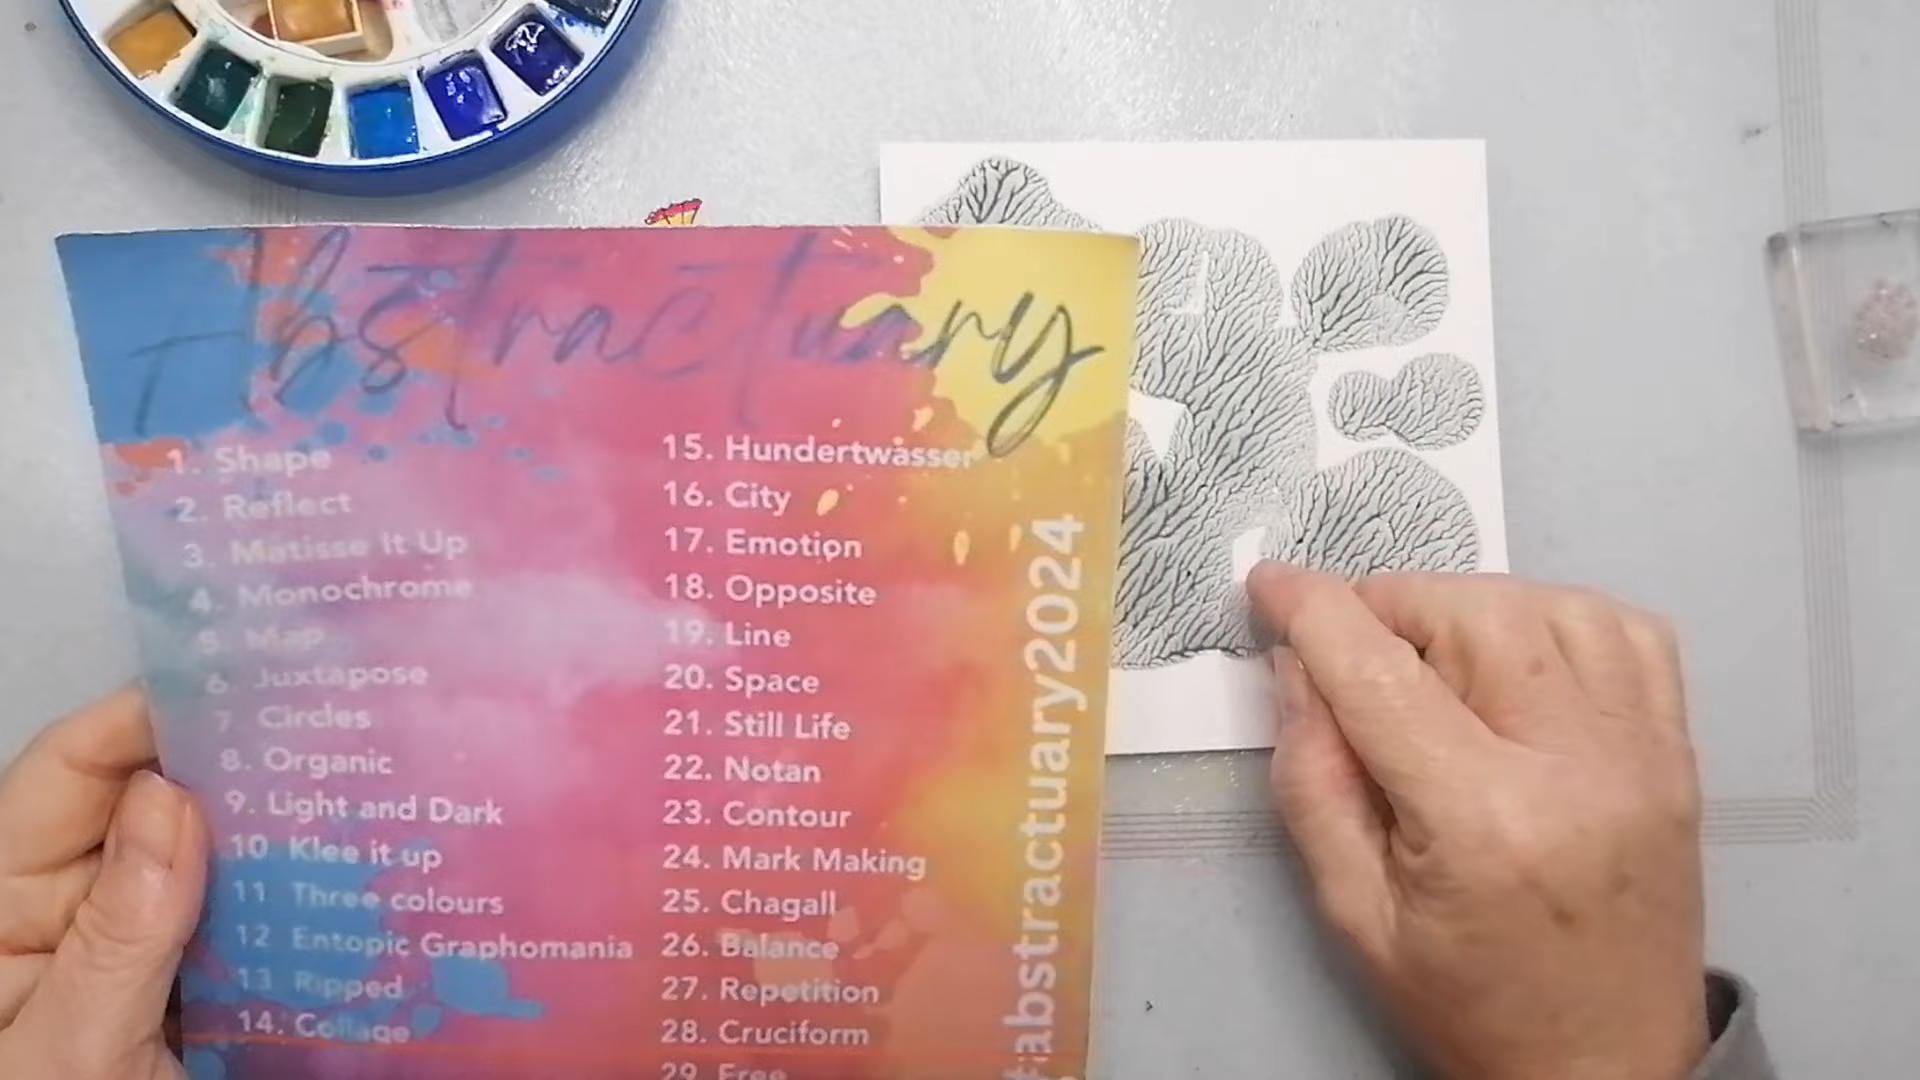 Abstractuary
1. Shape
2. Reflect
3. Matisse It Up
4. Monochrome
5. Map
6. Juxtapose
7. Circles
8. Organic
9. Light and Dark
10 Klee it up
11 Three colours
12 Entopic Graphomania
13 Ripped
14. Collage
15. Hundertwasser
16. City
17. Emotion
18. Opposite
19. Line
20. Space
21. Still Life
22. Notan
23. Contour
24. Mark Making
25. Chagall
26. Balance
27. Repetition
28. Cruciform
29. Free
#abstractuary2024